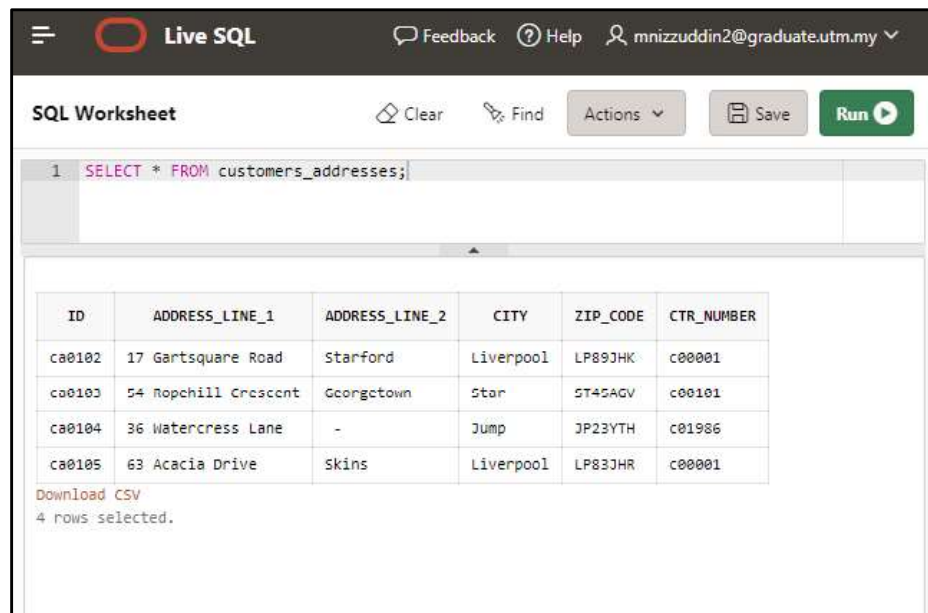 Live SQL Feedback Help mnizzuddin2@graduate.utm.my
SQL Worksheet Clear Find Actions Save Run
1 SELECT * FROM customers_addresses;
ID ADDRESS_LINE_1 ADDRESS_LINE_2 CITY ZIP_CODE CTR_NUMBER
ca0102 17 Gartsquare Road Starford Liverpool LP89JHK c00001
ca0103 54 Ropehill Crescent Georgetown Star ST45AGV c00101
ca0104 36 Watercress Lane - Jump JP23YTH c01986
ca0105 63 Acacia Drive Skins Liverpool LP83JHR c00001
Download CSV
4 rows selected.